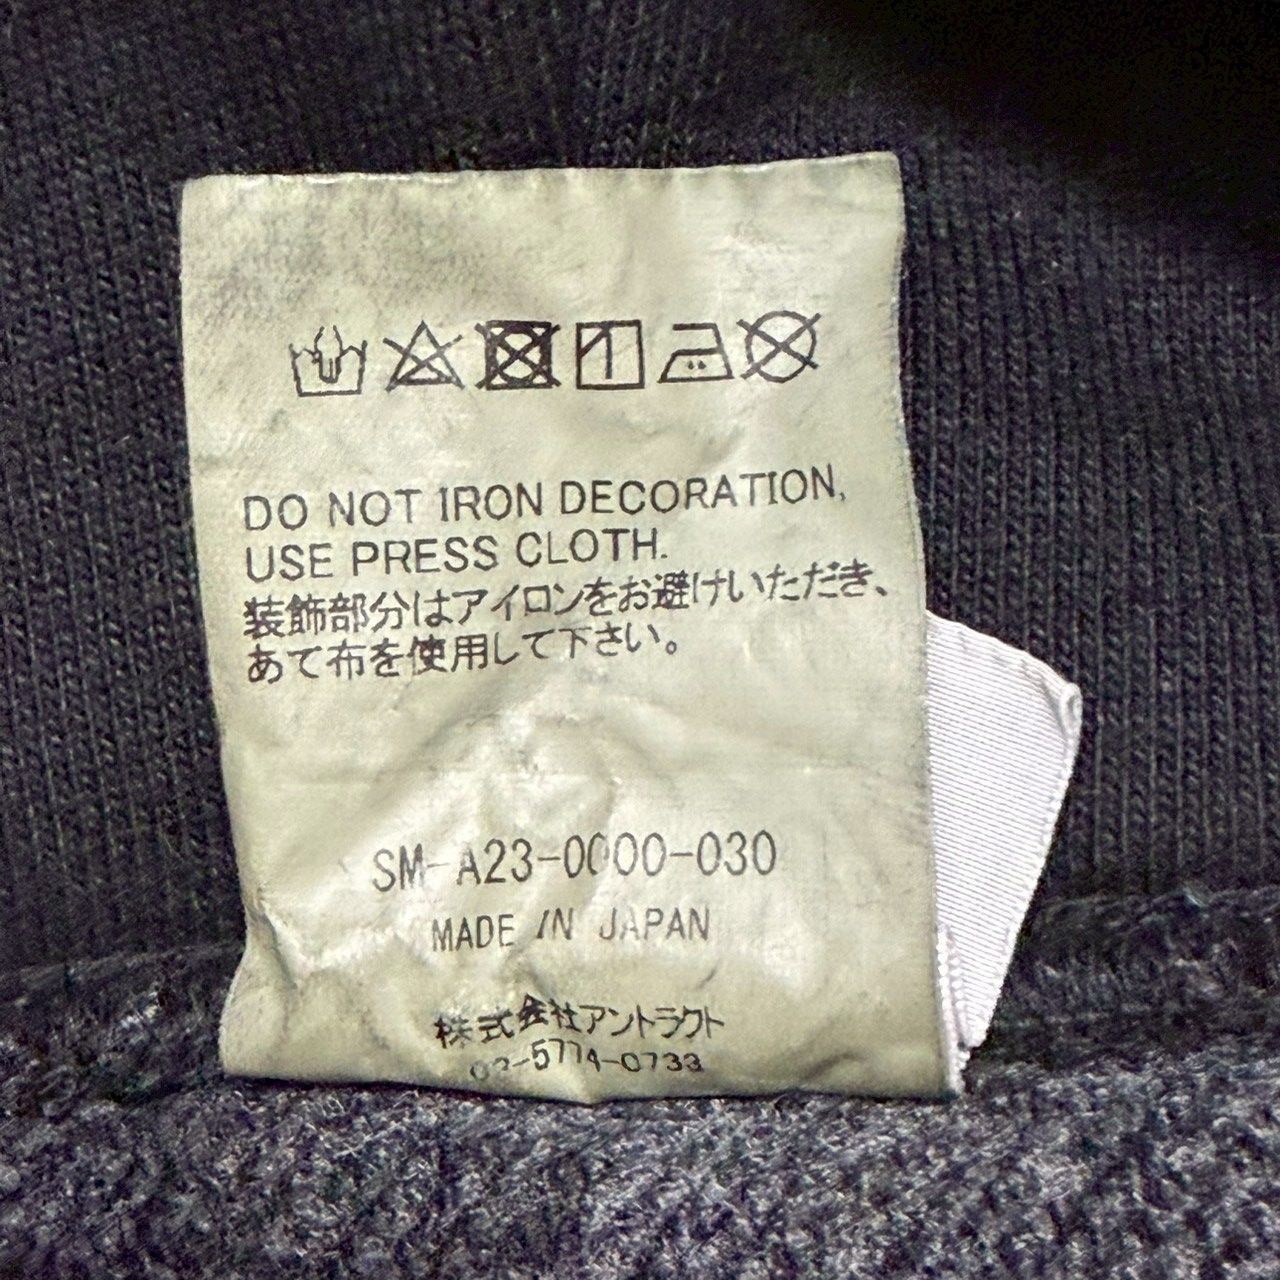 DO NOT IRON DECORATION,
USE PRESS CLOTH.
装飾部分はアイロンをお避けいただき、
あて布を使用して下さい。
SM-A23-0000-030
MADE IN JAPAN
株式会社アントラクト
03-5774-0733